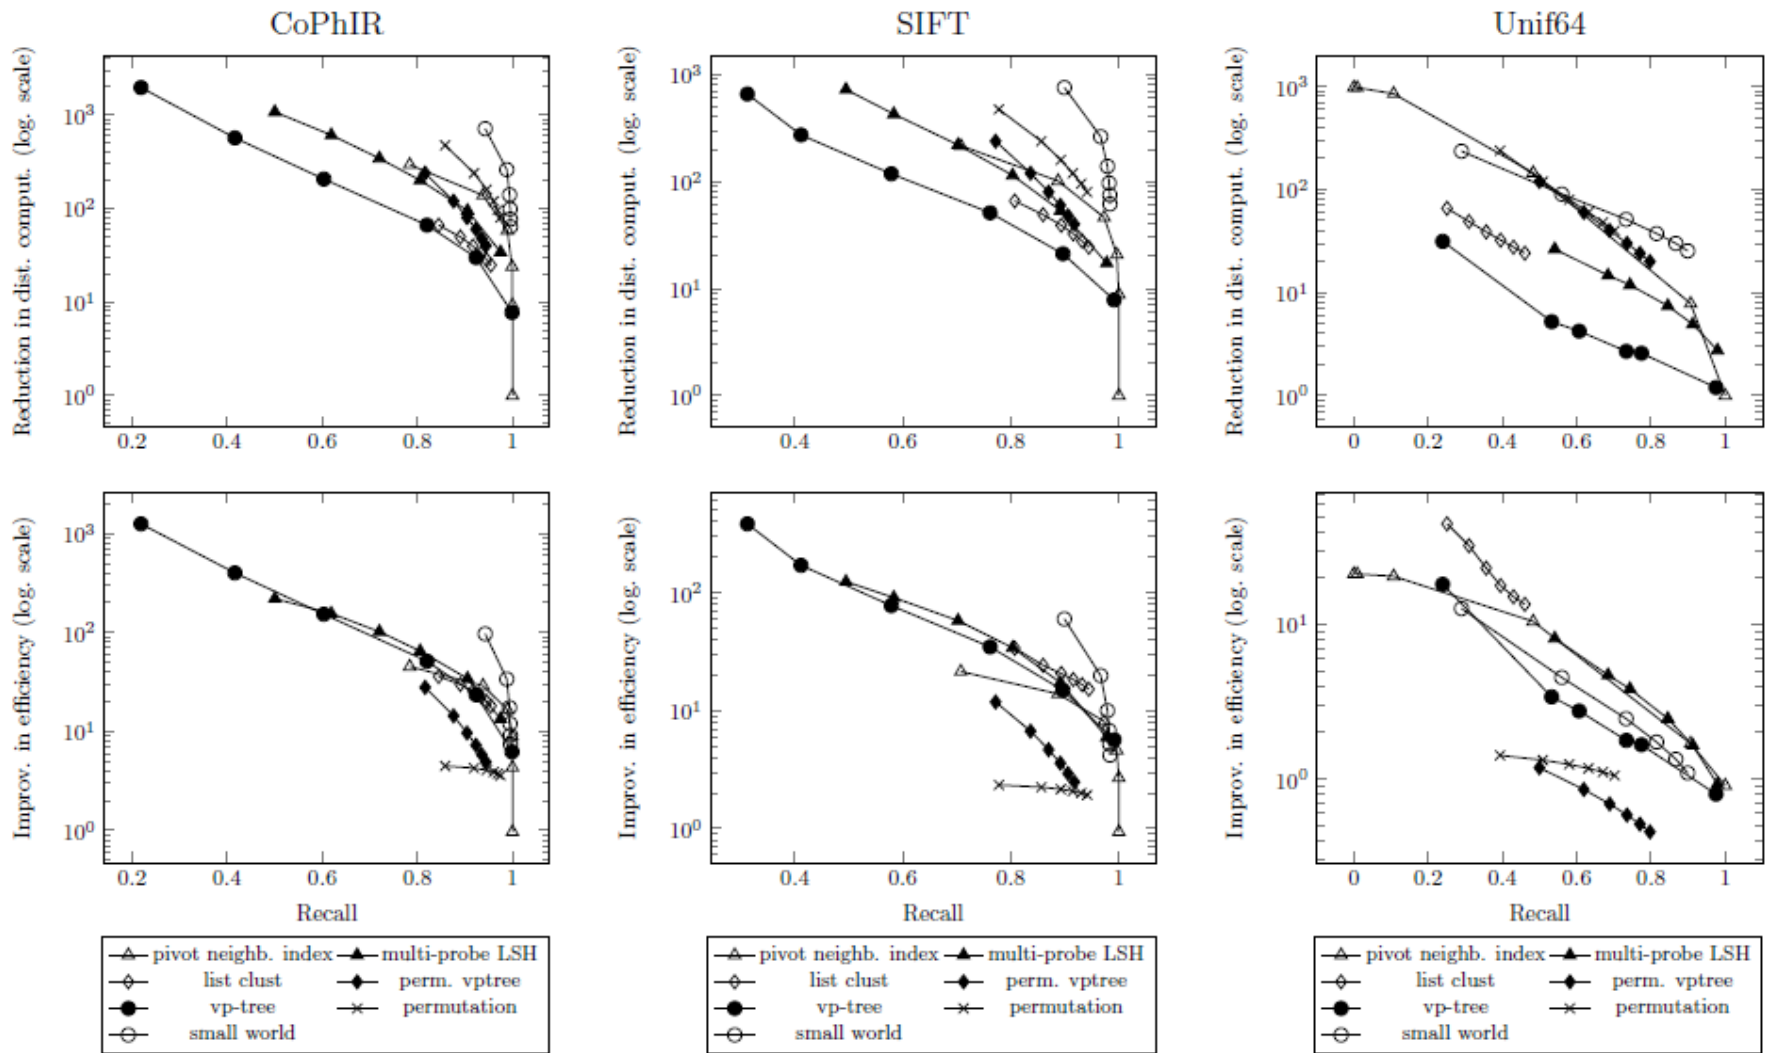 CoPhIR
SIFT
Unif64
Reduction in dist. comput. (log. scale)
10^3
10^2
10^1
10^0
0.2 0.4 0.6 0.8 1
Reduction in dist. comput. (log. scale)
10^3
10^2
10^1
10^0
0.4 0.6 0.8 1
Reduction in dist. comput. (log. scale)
10^3
10^2
10^1
10^0
0 0.2 0.4 0.6 0.8 1
Improv. in efficiency (log. scale)
10^3
10^2
10^1
10^0
0.2 0.4 0.6 0.8 1
Recall
Improv. in efficiency (log. scale)
10^2
10^1
10^0
0.4 0.6 0.8 1
Recall
Improv. in efficiency (log. scale)
10^1
10^0
0 0.2 0.4 0.6 0.8 1
Recall
pivot neighb. index multi-probe LSH
list clust perm. vptree
vp-tree permutation
small world
pivot neighb. index multi-probe LSH
list clust perm. vptree
vp-tree permutation
small world
pivot neighb. index multi-probe LSH
list clust perm. vptree
vp-tree permutation
small world